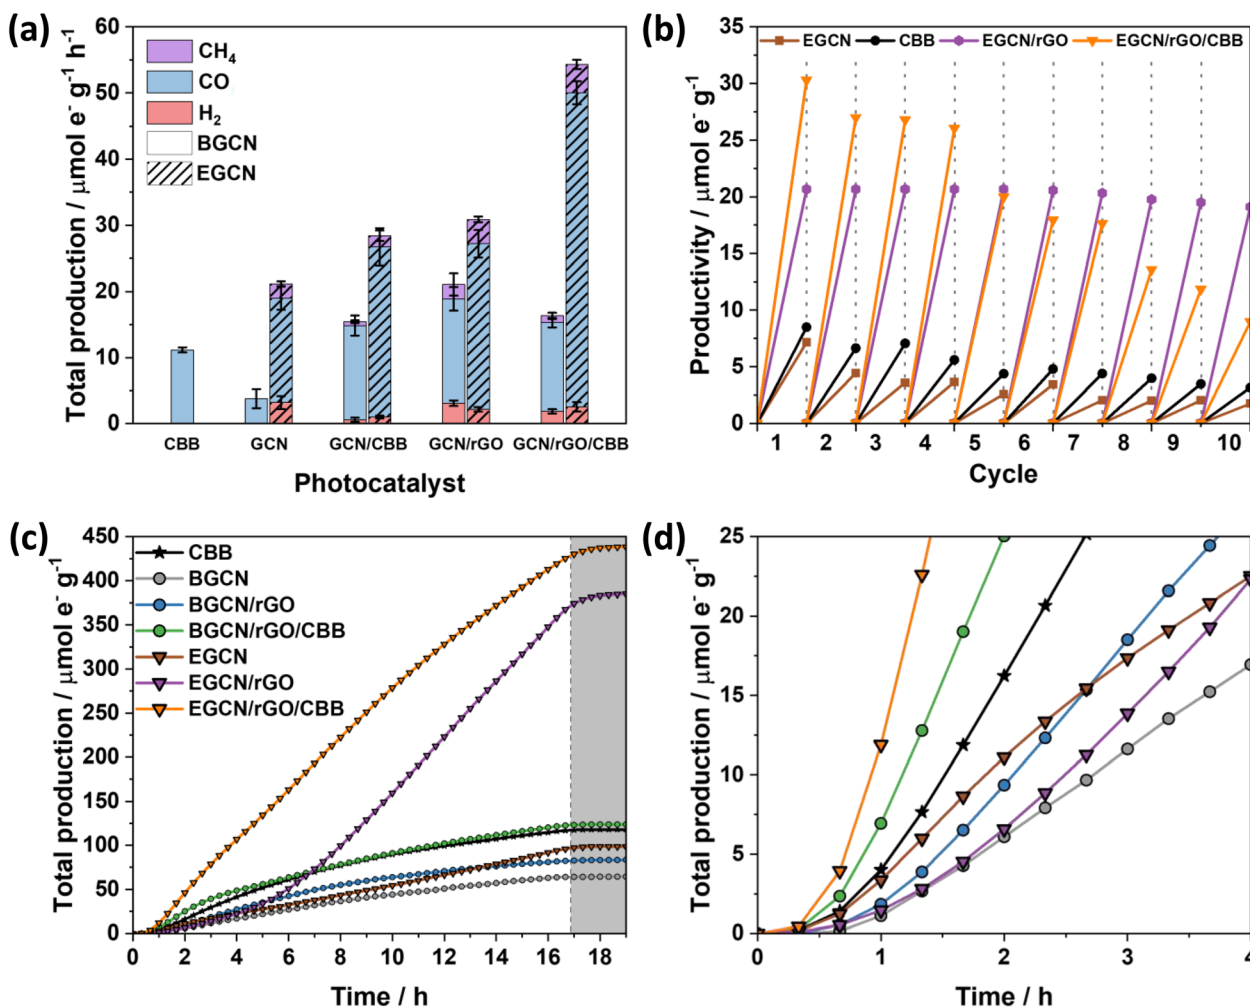 (a)
Total production / μmol e⁻ g⁻¹ h⁻¹
60
50
40
30
20
10
0
CH₄
CO
H₂
BGCN
EGCN
CBB GCN GCN/CBB GCN/rGO GCN/rGO/CBB
Photocatalyst
(b)
Productivity / μmol e⁻ g⁻¹
35
30
25
20
15
10
5
0
EGCN CBB EGCN/rGO EGCN/rGO/CBB
1 2 3 4 5 6 7 8 9 10
Cycle
(c)
Total production / μmol e⁻ g⁻¹
450
400
350
300
250
200
150
100
50
0
CBB
BGCN
BGCN/rGO
BGCN/rGO/CBB
EGCN
EGCN/rGO
EGCN/rGO/CBB
0 2 4 6 8 10 12 14 16 18
Time / h
(d)
Total production / μmol e⁻ g⁻¹
25
20
15
10
5
0
0 1 2 3 4
Time / h